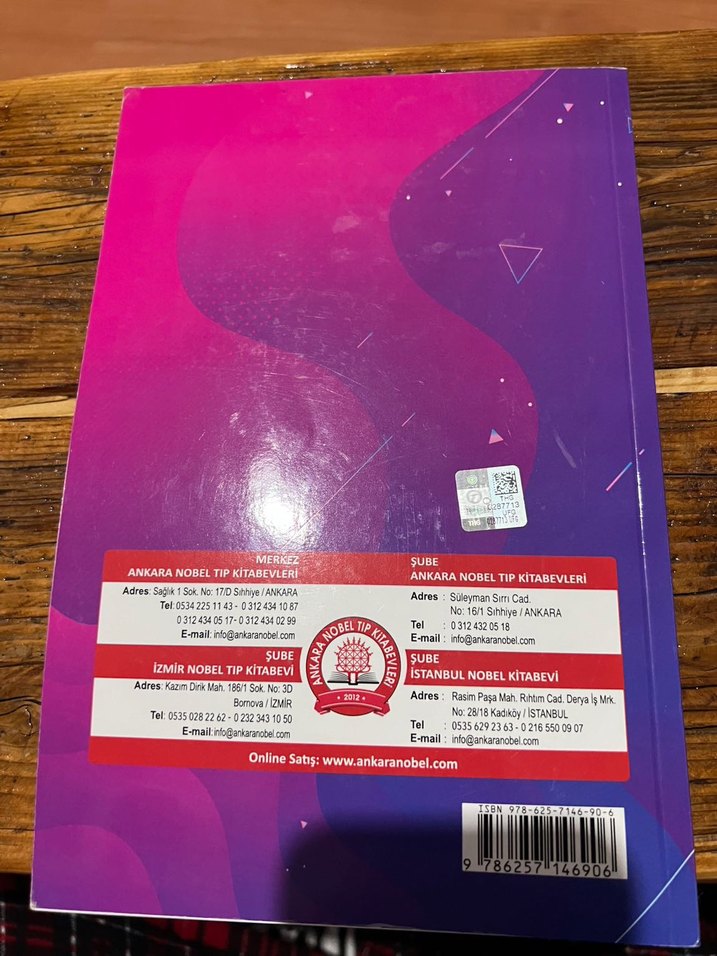 THG
287713
UFG
THG 0287713 UFG
MERKEZ
ANKARA NOBEL TIP KİTABEVLERİ
Adres: Sağlık 1 Sok. No: 17/D Sıhhiye / ANKARA
Tel: 0534 225 11 43 - 0 312 434 10 87
0 312 434 05 17- 0 312 434 02 99
E-mail: info@ankaranobel.com
ŞUBE
ANKARA NOBEL TIP KİTABEVLERİ
Adres : Süleyman Sırrı Cad.
No: 16/1 Sıhhiye / ANKARA
Tel : 0 312 432 05 18
E-mail : info@ankaranobel.com
ŞUBE
İZMİR NOBEL TIP KİTABEVİ
Adres: Kazım Dirik Mah. 186/1 Sok. No: 3D
Bornova / İZMİR
Tel: 0535 028 22 62 - 0 232 343 10 50
E-mail: info@ankaranobel.com
ŞUBE
İSTANBUL NOBEL KİTABEVİ
Adres : Rasim Paşa Mah. Rıhtım Cad. Derya İş Mrk.
No: 28/18 Kadıköy / İSTANBUL
Tel : 0535 629 23 63 - 0 216 550 09 07
E-mail : info@ankaranobel.com
ANKARA NOBEL TIP KİTABEVLERİ
2012
Online Satış: www.ankaranobel.com
ISBN 978-625-7146-90-6
9 786257 146906